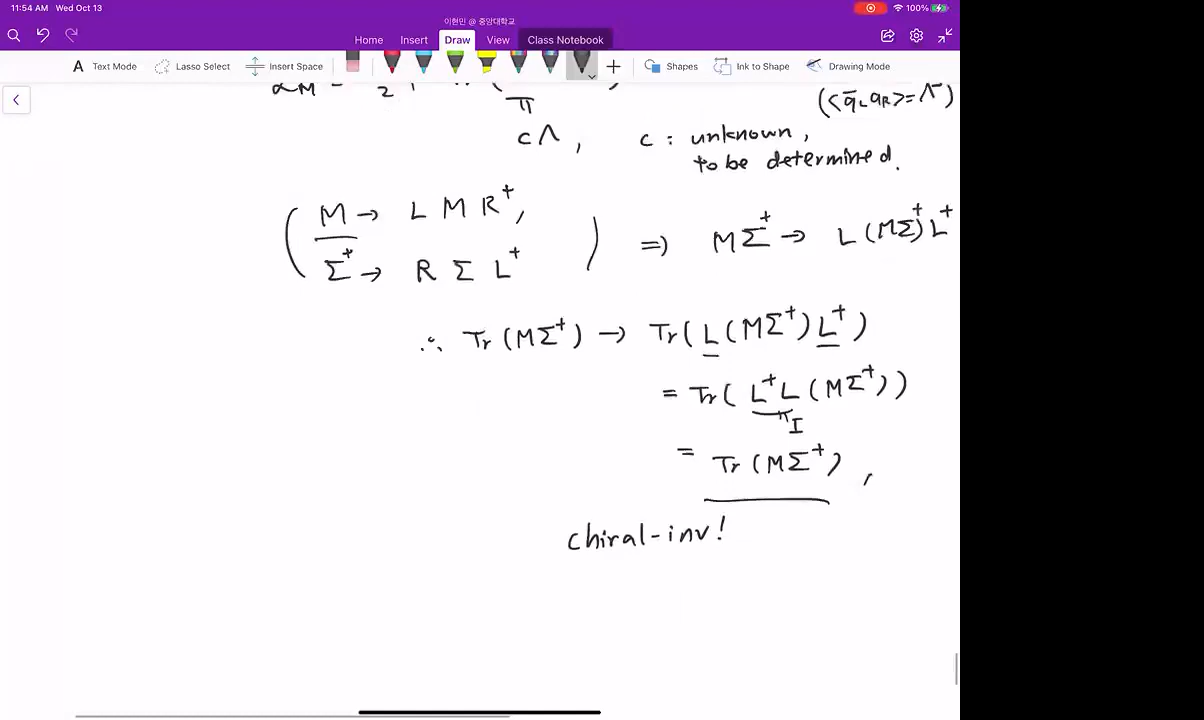 11:54 AM Wed Oct 13
100%
이현민 @ 중앙대학교
Home Insert Draw View Class Notebook
Text Mode Lasso Select Insert Space Shapes Ink to Shape Drawing Mode
2
π
(<q̄L qR> = Λ
cΛ, c : unknown,
to be determined.
M → L M R†,
Σ† → R Σ L†
⇒ MΣ† → L(MΣ†)L†
∴ Tr(MΣ†) → Tr(L(MΣ†)L†)
= Tr(L†L(MΣ†))
I
= Tr(MΣ†),
chiral-inv!